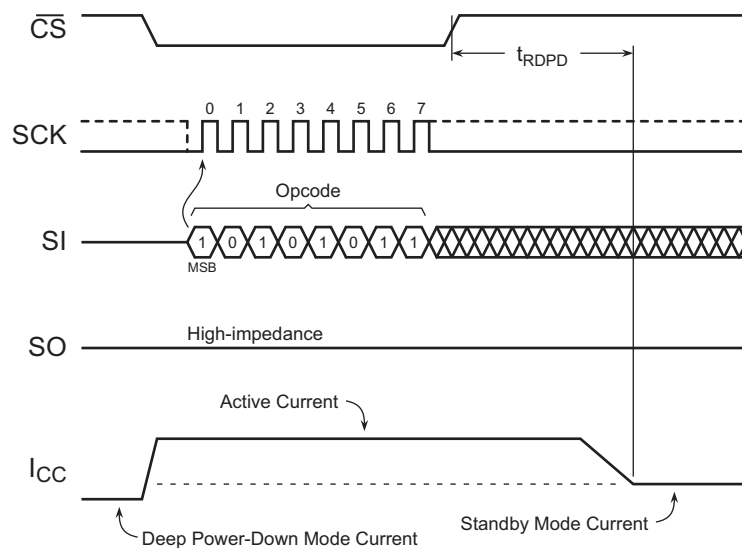 CS
tRDPD
0 1 2 3 4 5 6 7
SCK
Opcode
SI
1 0 1 0 1 0 1 1
MSB
High-impedance
SO
Active Current
ICC
Deep Power-Down Mode Current
Standby Mode Current